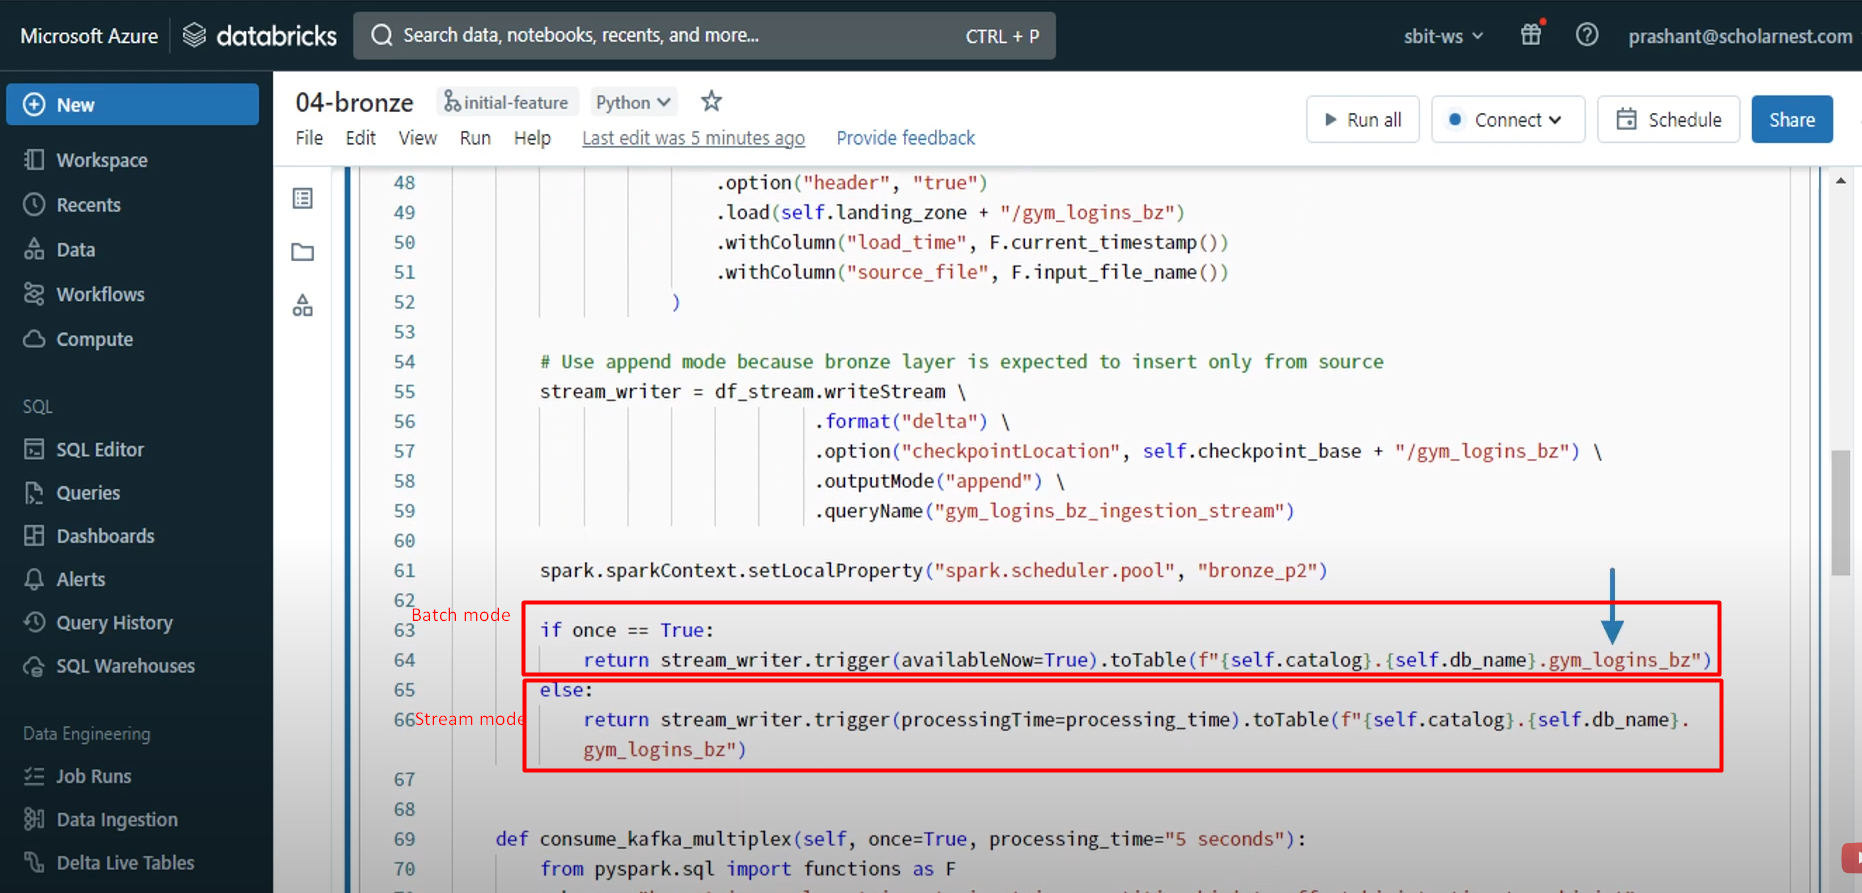 Microsoft Azure databricks Search data, notebooks, recents, and more... CTRL + P sbit-ws prashant@scholarnest.com
New
Workspace
Recents
Data
Workflows
Compute
SQL
SQL Editor
Queries
Dashboards
Alerts
Query History
SQL Warehouses
Data Engineering
Job Runs
Data Ingestion
Delta Live Tables
04-bronze initial-feature Python
File Edit View Run Help Last edit was 5 minutes ago Provide feedback
Run all Connect Schedule Share
48 .option("header", "true")
49 .load(self.landing_zone + "/gym_logins_bz")
50 .withColumn("load_time", F.current_timestamp())
51 .withColumn("source_file", F.input_file_name())
52 )
53
54 # Use append mode because bronze layer is expected to insert only from source
55 stream_writer = df_stream.writeStream \
56 .format("delta") \
57 .option("checkpointLocation", self.checkpoint_base + "/gym_logins_bz") \
58 .outputMode("append") \
59 .queryName("gym_logins_bz_ingestion_stream")
60
61 spark.sparkContext.setLocalProperty("spark.scheduler.pool", "bronze_p2")
62
Batch mode
63 if once == True:
64 return stream_writer.trigger(availableNow=True).toTable(f"{self.catalog}.{self.db_name}.gym_logins_bz")
65 else:
Stream mode
66 return stream_writer.trigger(processingTime=processing_time).toTable(f"{self.catalog}.{self.db_name}.
gym_logins_bz")
67
68
69 def consume_kafka_multiplex(self, once=True, processing_time="5 seconds"):
70 from pyspark.sql import functions as F